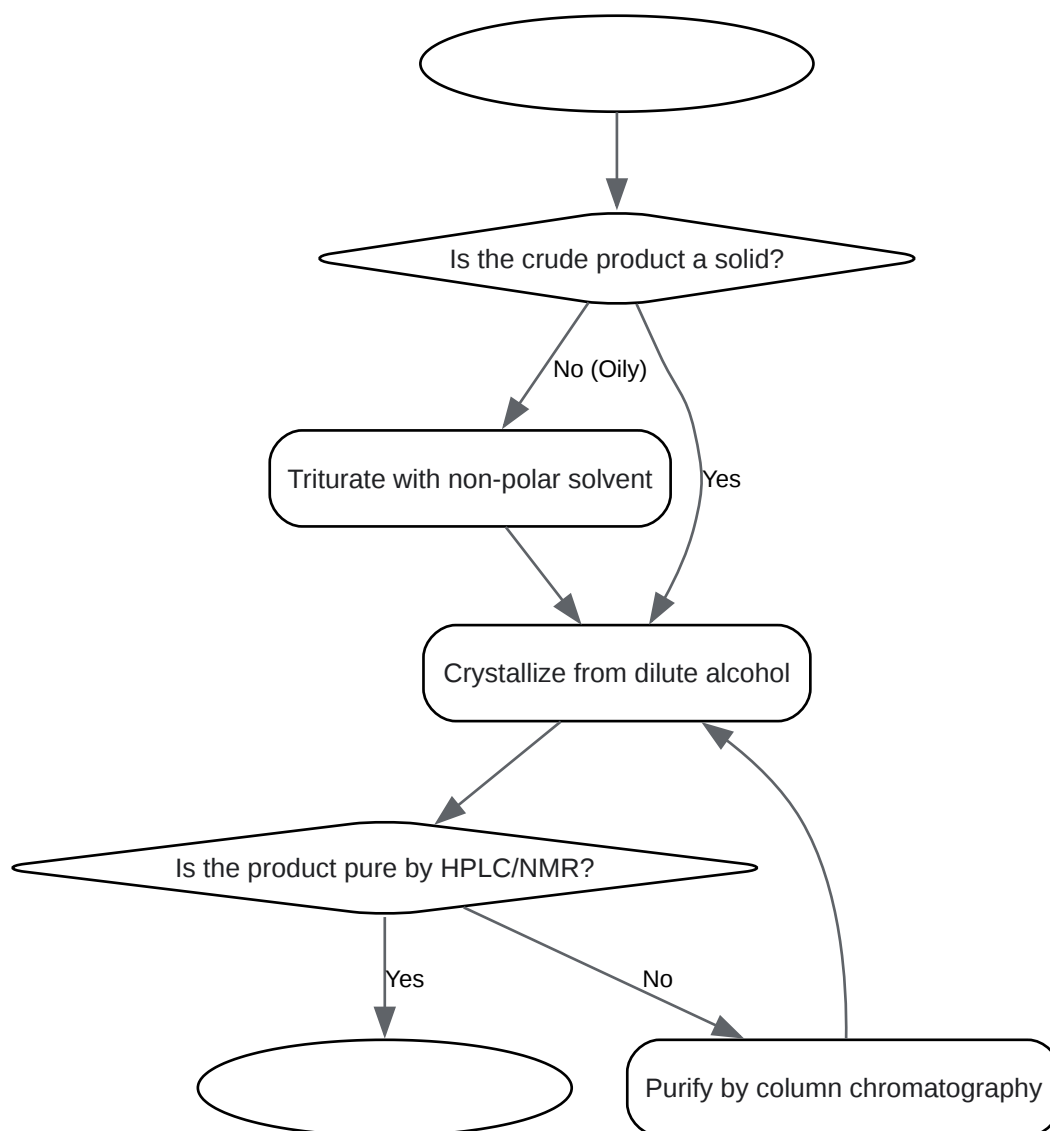 Is the crude product a solid?
No (Oily)
Triturate with non-polar solvent
Yes
Crystallize from dilute alcohol
Is the product pure by HPLC/NMR?
Yes
No
Purify by column chromatography